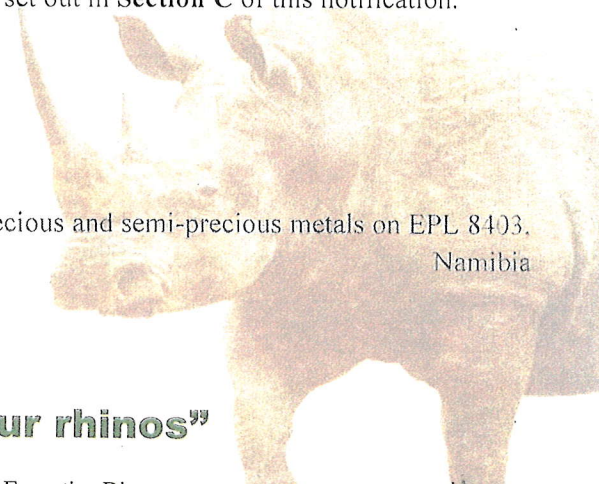 set out in Section C of this notification.
ecious and semi-precious metals on EPL 8403,
Namibia
ur rhinos”